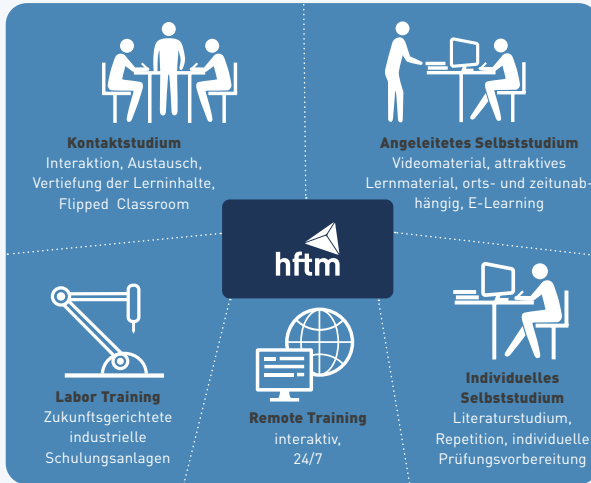 Kontaktstudium
Interaktion, Austausch,
Vertiefung der Lerninhalte,
Flipped Classroom
Angeleitetes Selbststudium
Videomaterial, attraktives
Lernmaterial, orts- und zeitunab-
hängig, E-Learning
hftm
Labor Training
Zukunftsgerichtete
industrielle
Schulungsanlagen
Remote Training
interaktiv,
24/7
Individuelles
Selbststudium
Literaturstudium,
Repetition, individuelle
Prüfungsvorbereitung